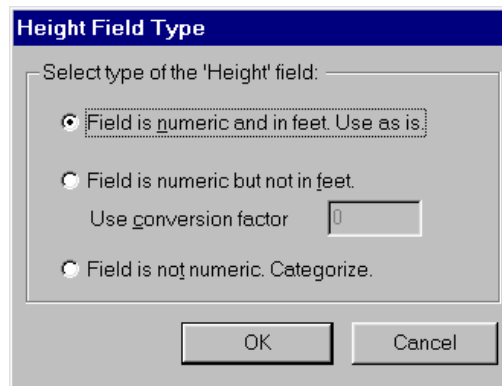 Height Field Type
Select type of the 'Height' field:
Field is numeric and in feet. Use as is.
Field is numeric but not in feet.
Use conversion factor 0
Field is not numeric. Categorize.
OK Cancel